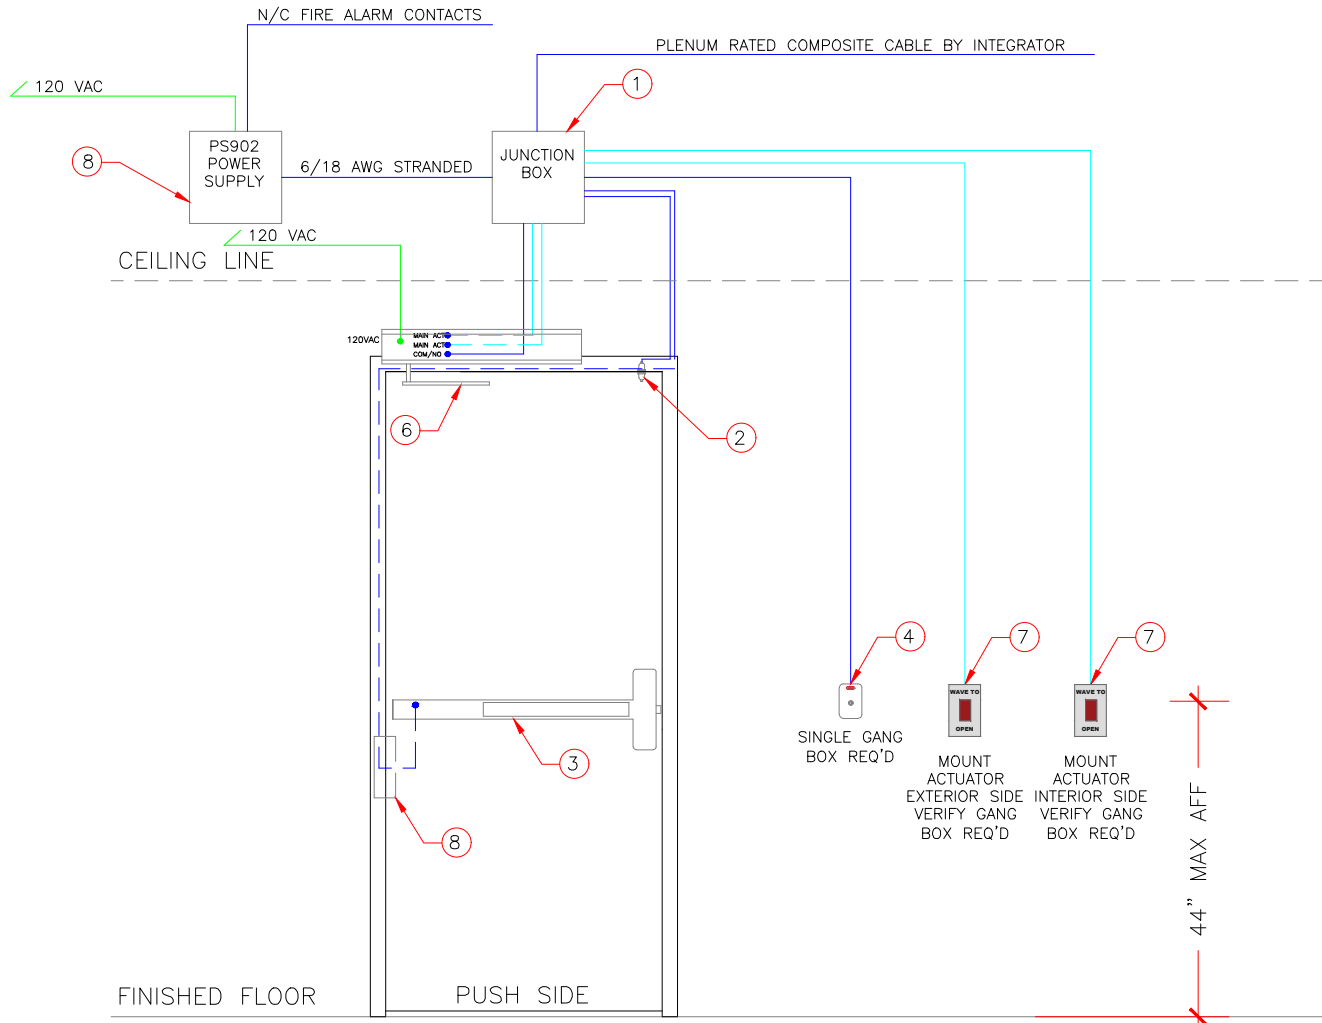 N/C FIRE ALARM CONTACTS
PLENUM RATED COMPOSITE CABLE BY INTEGRATOR
120 VAC
1
PS902
POWER
SUPPLY
8
6/18 AWG STRANDED
JUNCTION
BOX
120 VAC
CEILING LINE
120VAC
MAIN ACT
MAIN ACT
COM/NO
6
2
4
7
7
WAVE TO
OPEN
WAVE TO
OPEN
SINGLE GANG
BOX REQ'D
MOUNT
ACTUATOR
EXTERIOR SIDE
VERIFY GANG
BOX REQ'D
MOUNT
ACTUATOR
INTERIOR SIDE
VERIFY GANG
BOX REQ'D
3
8
44" MAX AFF
FINISHED FLOOR
PUSH SIDE